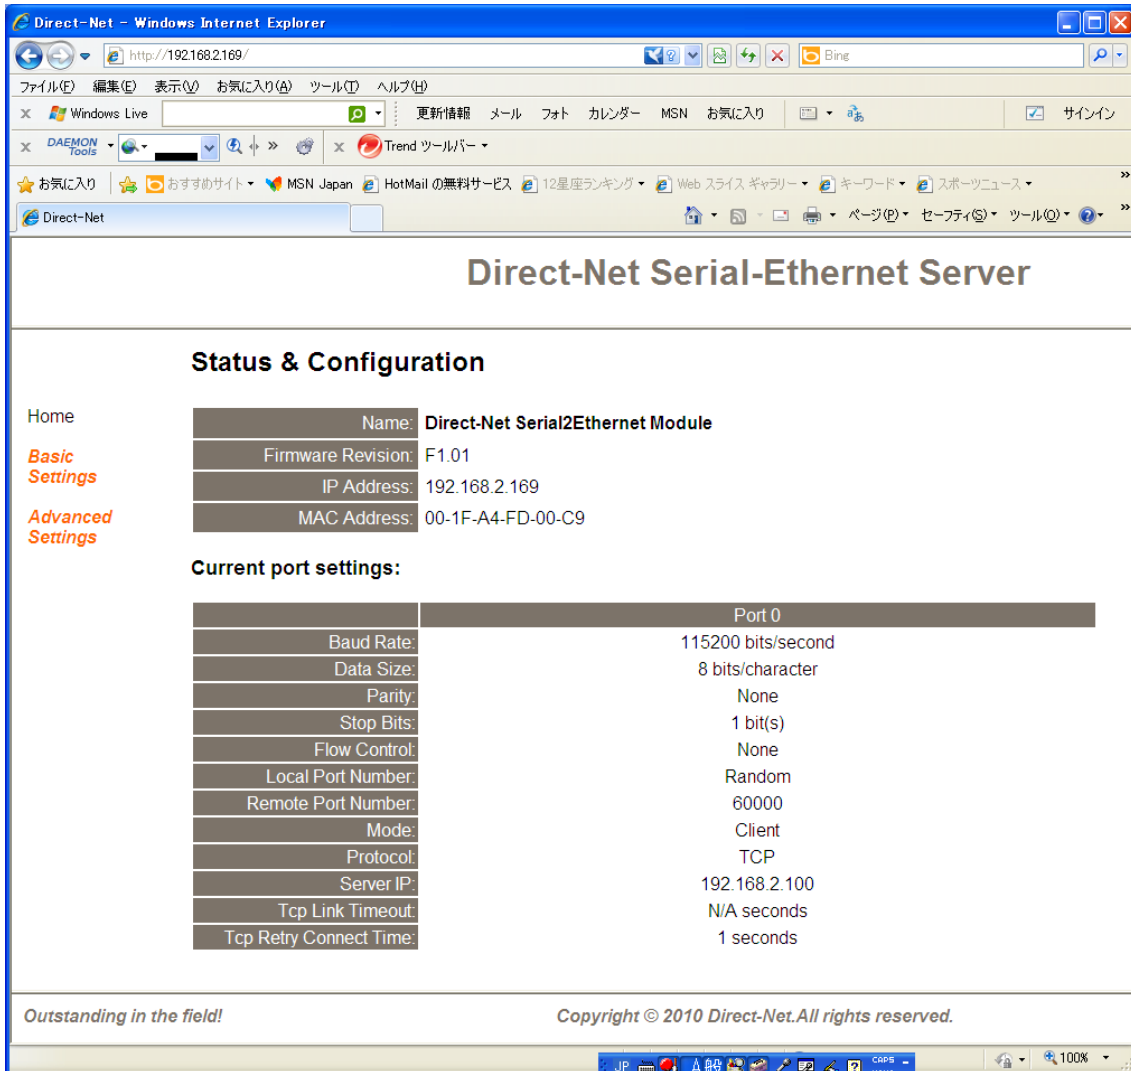 Direct-Net - Windows Internet Explorer
http://192.168.2.169/
Bing
ファイル(F) 編集(E) 表示(V) お気に入り(A) ツール(T) ヘルプ(H)
x Windows Live 更新情報 メール フォト カレンダー MSN お気に入り サインイン
x DAEMON Tools » x Trend ツールバー
お気に入り おすすめサイト MSN Japan HotMail の無料サービス 12星座ランキング Web スライス ギャラリー キーワード スポーツニュース »
Direct-Net ページ(P) セーフティ(S) ツール(O) »
Direct-Net Serial-Ethernet Server
Status & Configuration
Home
Basic Settings
Advanced Settings
Name: Direct-Net Serial2Ethernet Module
Firmware Revision: F1.01
IP Address: 192.168.2.169
MAC Address: 00-1F-A4-FD-00-C9
Current port settings:
Port 0
Baud Rate: 115200 bits/second
Data Size: 8 bits/character
Parity: None
Stop Bits: 1 bit(s)
Flow Control: None
Local Port Number: Random
Remote Port Number: 60000
Mode: Client
Protocol: TCP
Server IP: 192.168.2.100
Tcp Link Timeout: N/A seconds
Tcp Retry Connect Time: 1 seconds
Outstanding in the field! Copyright © 2010 Direct-Net.All rights reserved.
JP A 般 CAPS 100%